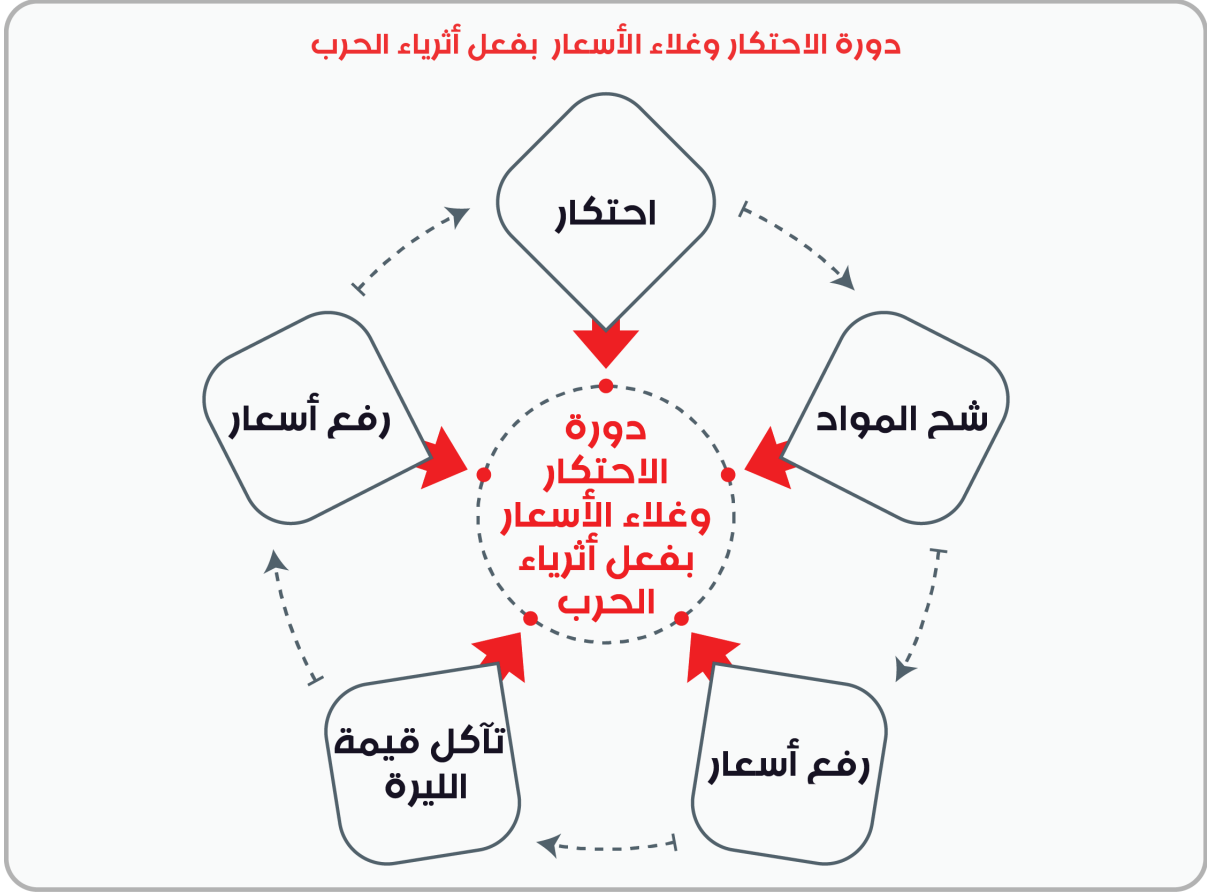 دورة الاحتكار وغلاء الأسعار بفعل أثرياء الحرب
احتكار
شح المواد
رفع أسعار
تآكل قيمة
الليرة
رفع أسعار
دورة
الاحتكار
وغلاء الأسعار
بفعل أثرياء
الحرب